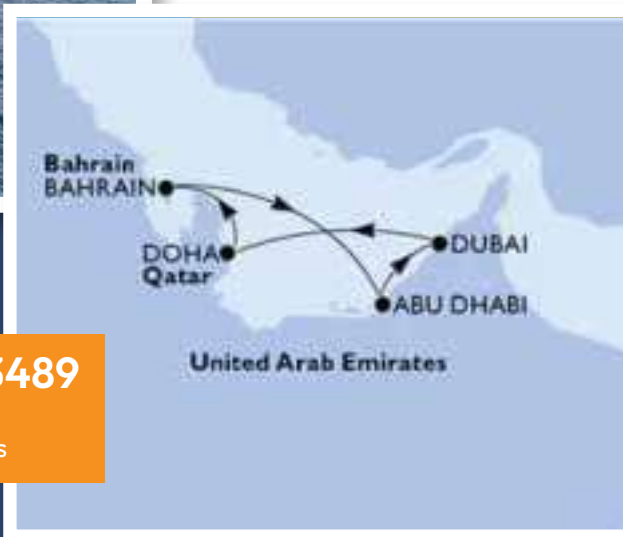 Bahrain
BAHRAIN
DOHA
Qatar
DUBAI
ABU DHABI
United Arab Emirates
489